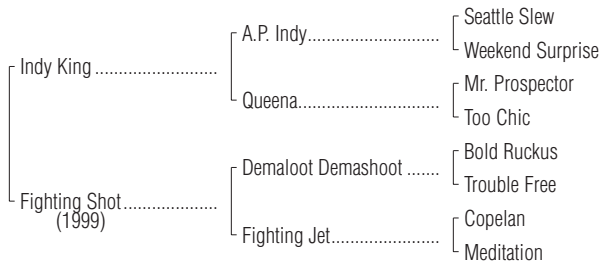 Seattle Slew
A.P. Indy............................
Weekend Surprise
Indy King ..........................
Mr. Prospector
Queena..............................
Too Chic
Bold Ruckus
Demaloot Demashoot .......
Trouble Free
Fighting Shot....................
(1999)
Copelan
Fighting Jet.......................
Meditation